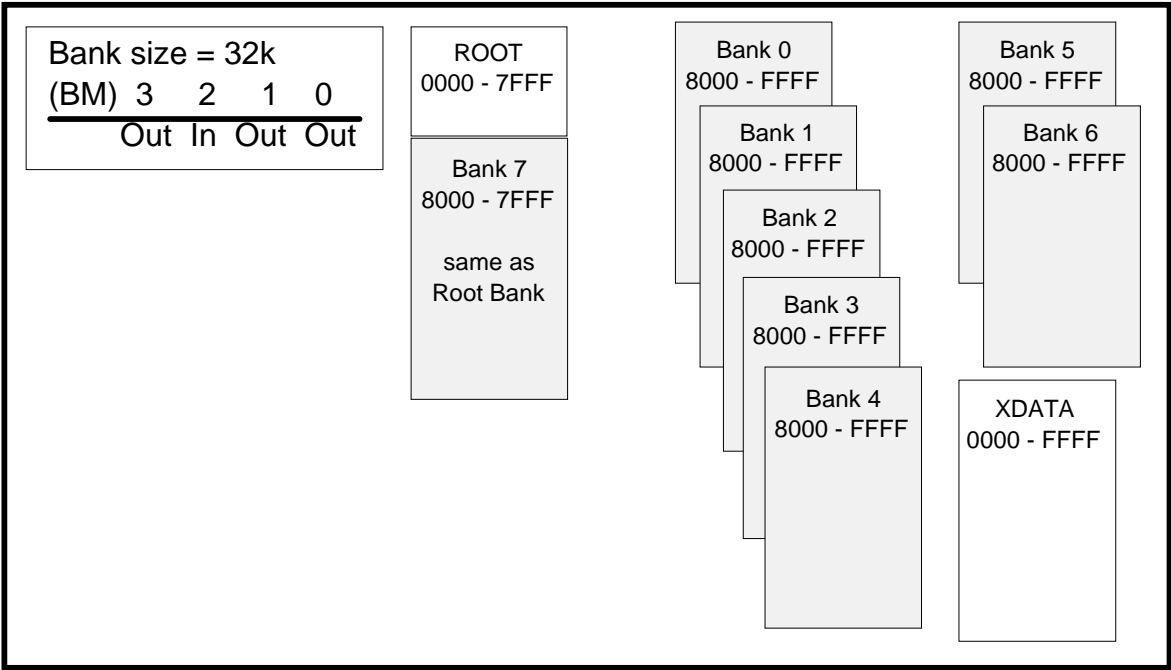 Bank size = 32k
(BM) 3 2 1 0
Out In Out Out
ROOT
0000 - 7FFF
Bank 7
8000 - 7FFF
same as
Root Bank
Bank 0
8000 - FFFF
Bank 1
8000 - FFFF
Bank 2
8000 - FFFF
Bank 3
8000 - FFFF
Bank 4
8000 - FFFF
Bank 5
8000 - FFFF
Bank 6
8000 - FFFF
XDATA
0000 - FFFF